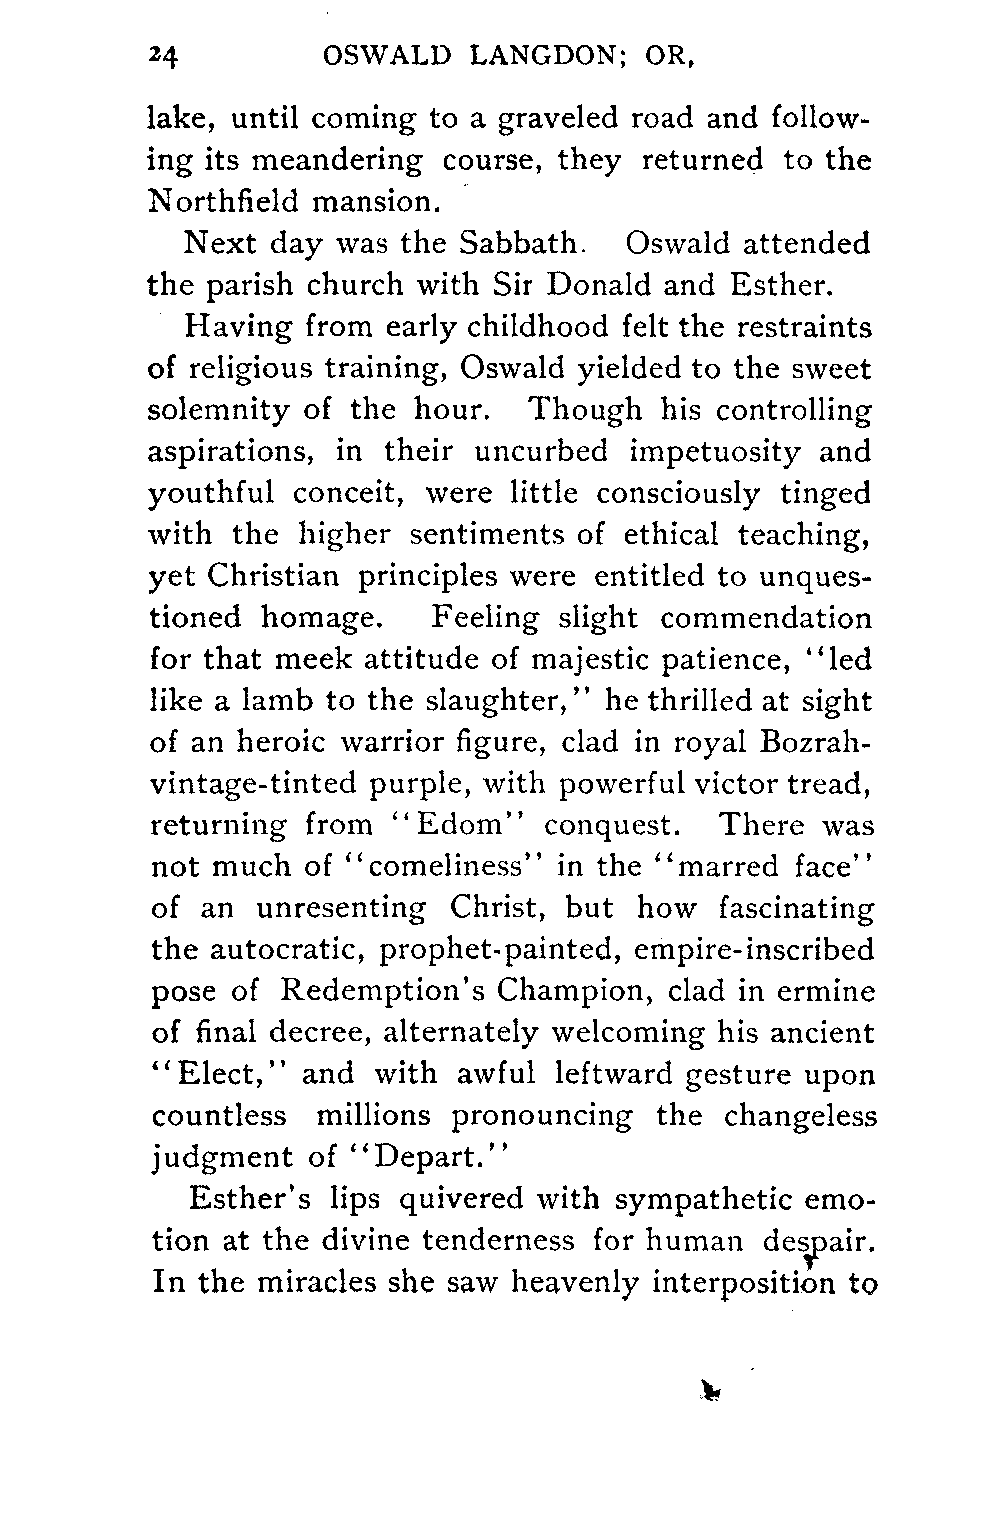 24 OSWALD LANGDON; OR,
lake, until coming to a graveled road and follow-
ing its meandering course, they returned to the
Northfield mansion.
Next day was the Sabbath. Oswald attended
the parish church with Sir Donald and Esther.
Having from early childhood felt the restraints
of religious training, Oswald yielded to the sweet
solemnity of the hour. Though his controlling
aspirations, in their uncurbed impetuosity and
youthful conceit, were little consciously tinged
with the higher sentiments of ethical teaching,
yet Christian principles were entitled to unques-
tioned homage. Feeling slight commendation
for that meek attitude of majestic patience, "led
like a lamb to the slaughter," he thrilled at sight
of an heroic warrior figure, clad in royal Bozrah-
vintage-tinted purple, with powerful victor tread,
returning from "Edom" conquest. There was
not much of "comeliness" in the "marred face"
of an unresenting Christ, but how fascinating
the autocratic, prophet-painted, empire-inscribed
pose of Redemption's Champion, clad in ermine
of final decree, alternately welcoming his ancient
"Elect," and with awful leftward gesture upon
countless millions pronouncing the changeless
judgment of "Depart."
Esther's lips quivered with sympathetic emo-
tion at the divine tenderness for human despair.
In the miracles she saw heavenly interposition to